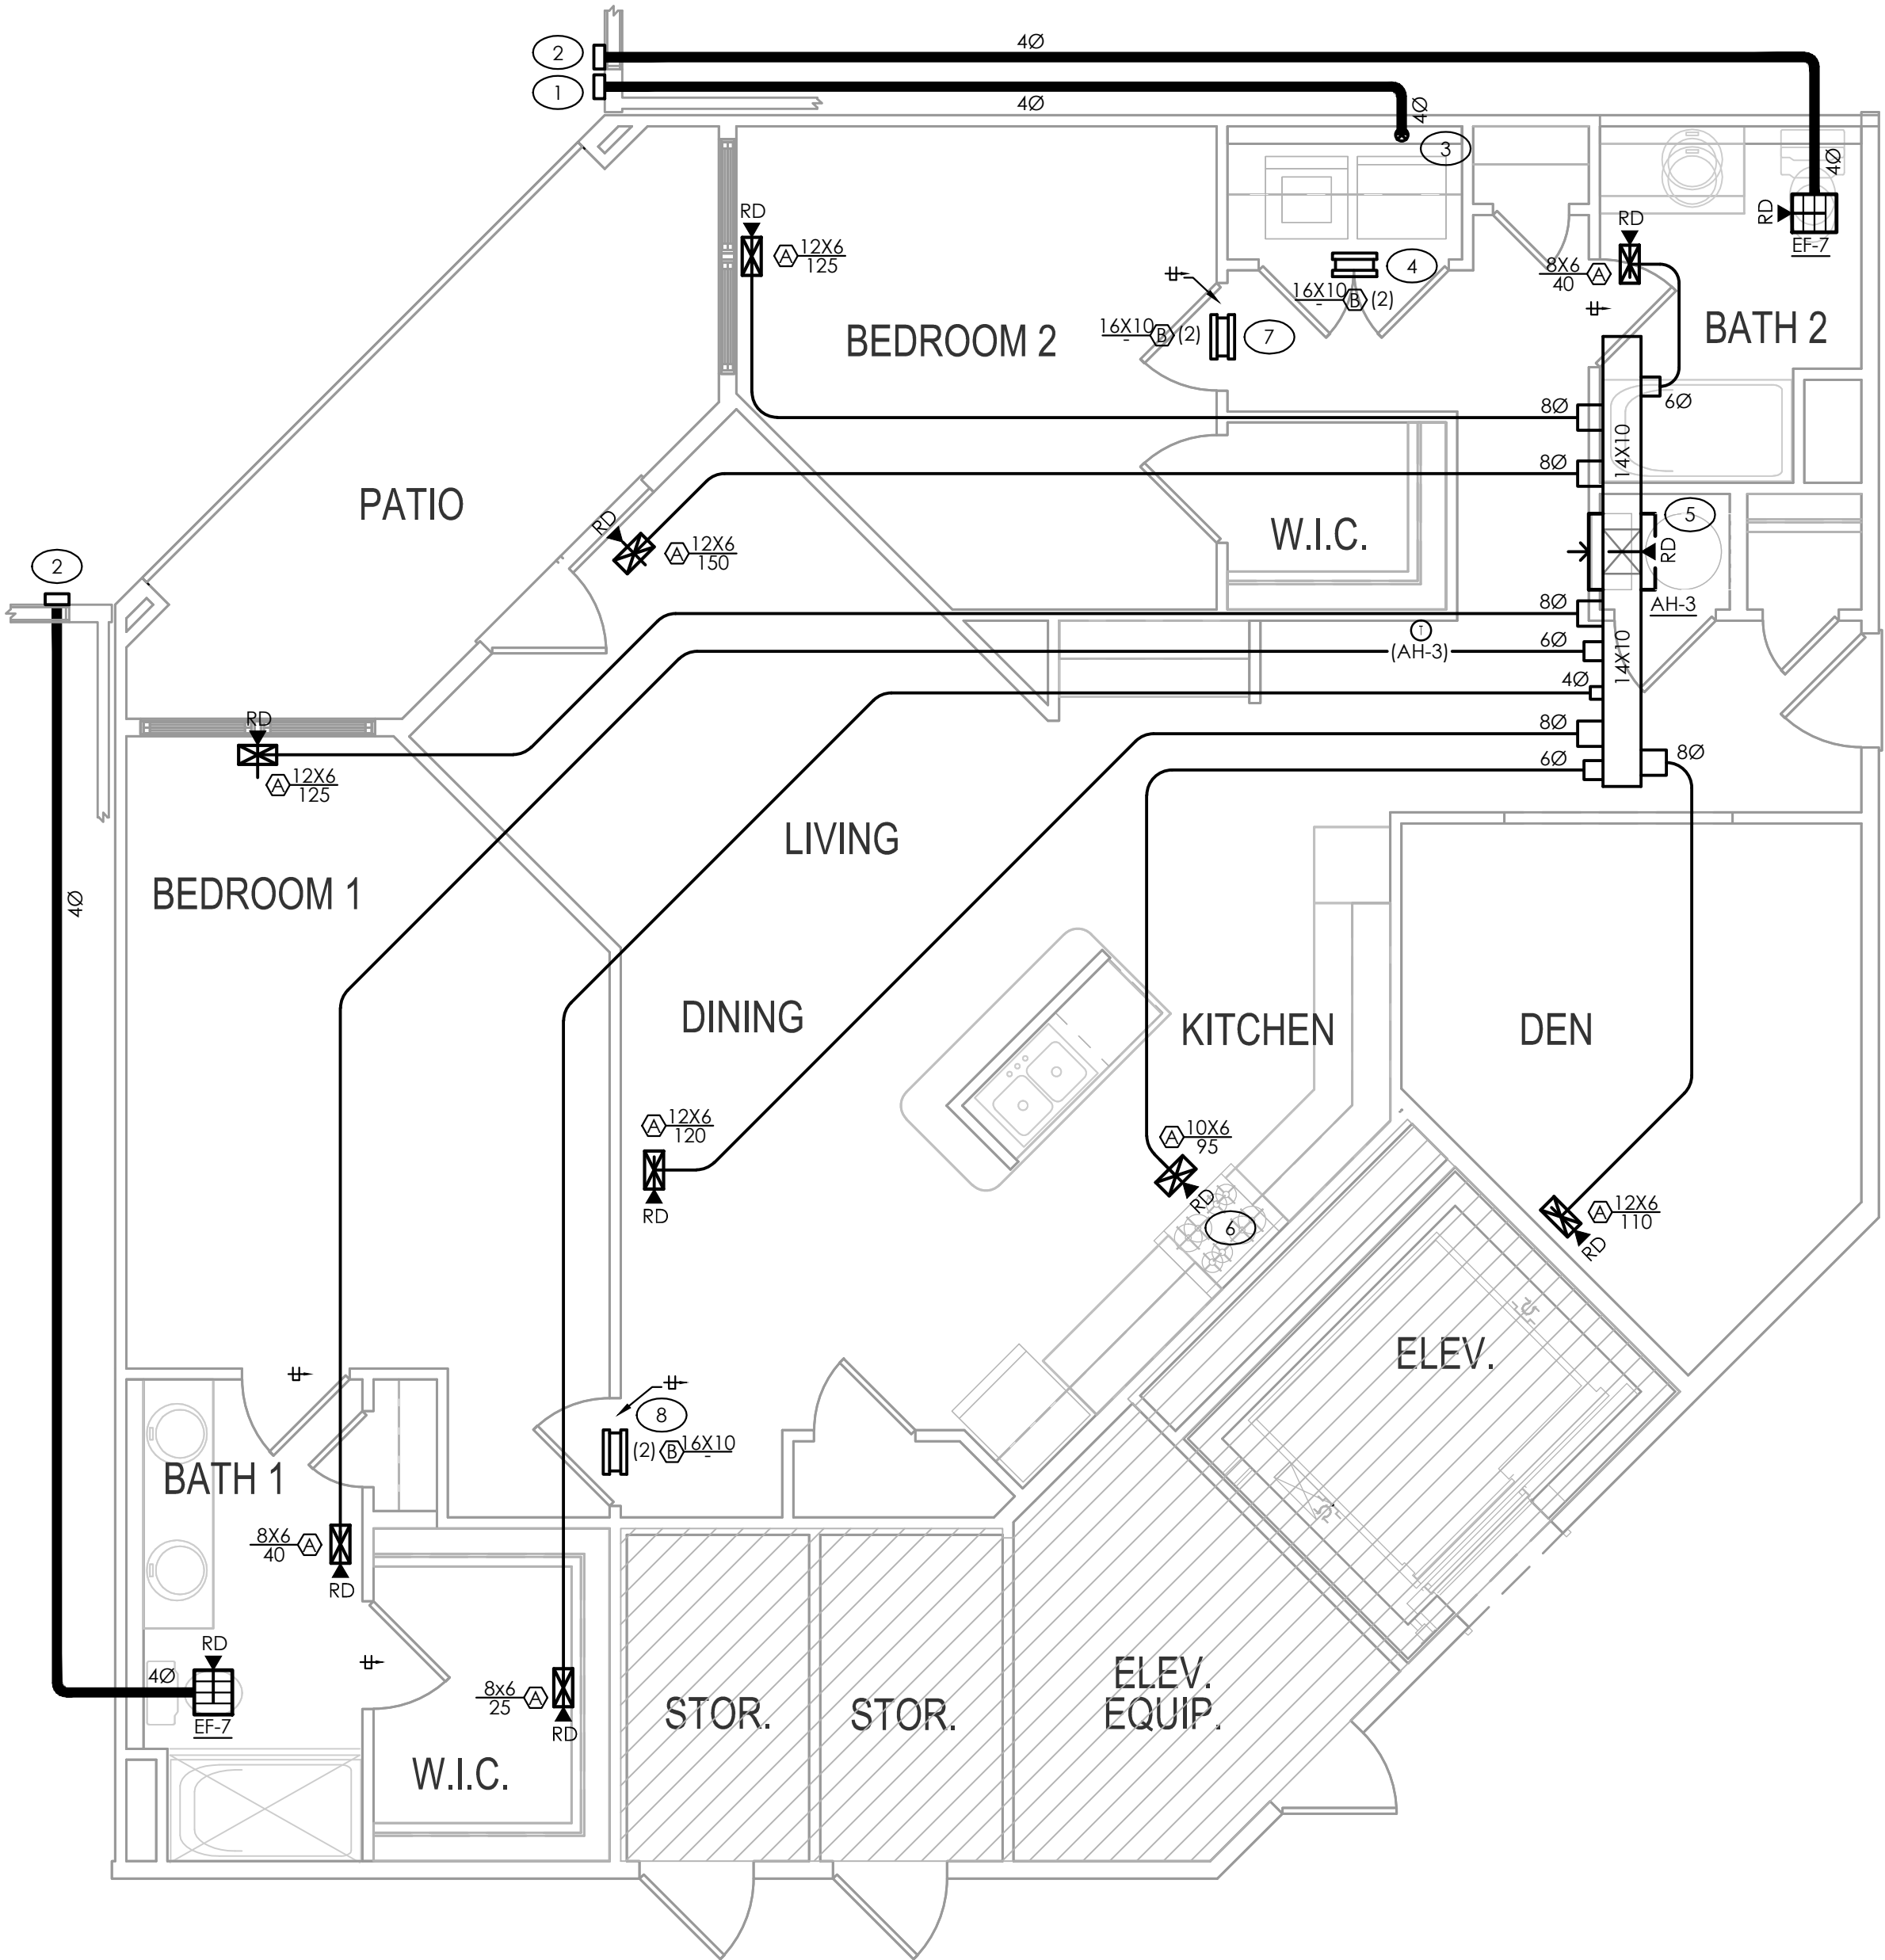 2
4Ø
1
4Ø
4Ø
3
4Ø
RD
A 12X6
125
RD
RD
EF-7
8X6 A
40
4
16X10 B (2)
-
16X10 B (2)
-
7
BEDROOM 2
BATH 2
8Ø
6Ø
14X10
8Ø
PATIO
W.I.C.
5
RD
A 12X6
150
RD
2
AH-3
8Ø
T
(AH-3)
6Ø
14X10
4Ø
RD
8Ø
8Ø
6Ø
A 12X6
125
LIVING
BEDROOM 1
4Ø
DINING
KITCHEN
DEN
A 12X6
120
RD
A 10X6
95
RD
6
A 12X6
110
RD
ELEV.
8
(2) B 16X10
-
BATH 1
8X6 A
40
RD
RD
4Ø
EF-7
8x6 A
25
RD
STOR.
STOR.
ELEV.
EQUIP.
W.I.C.